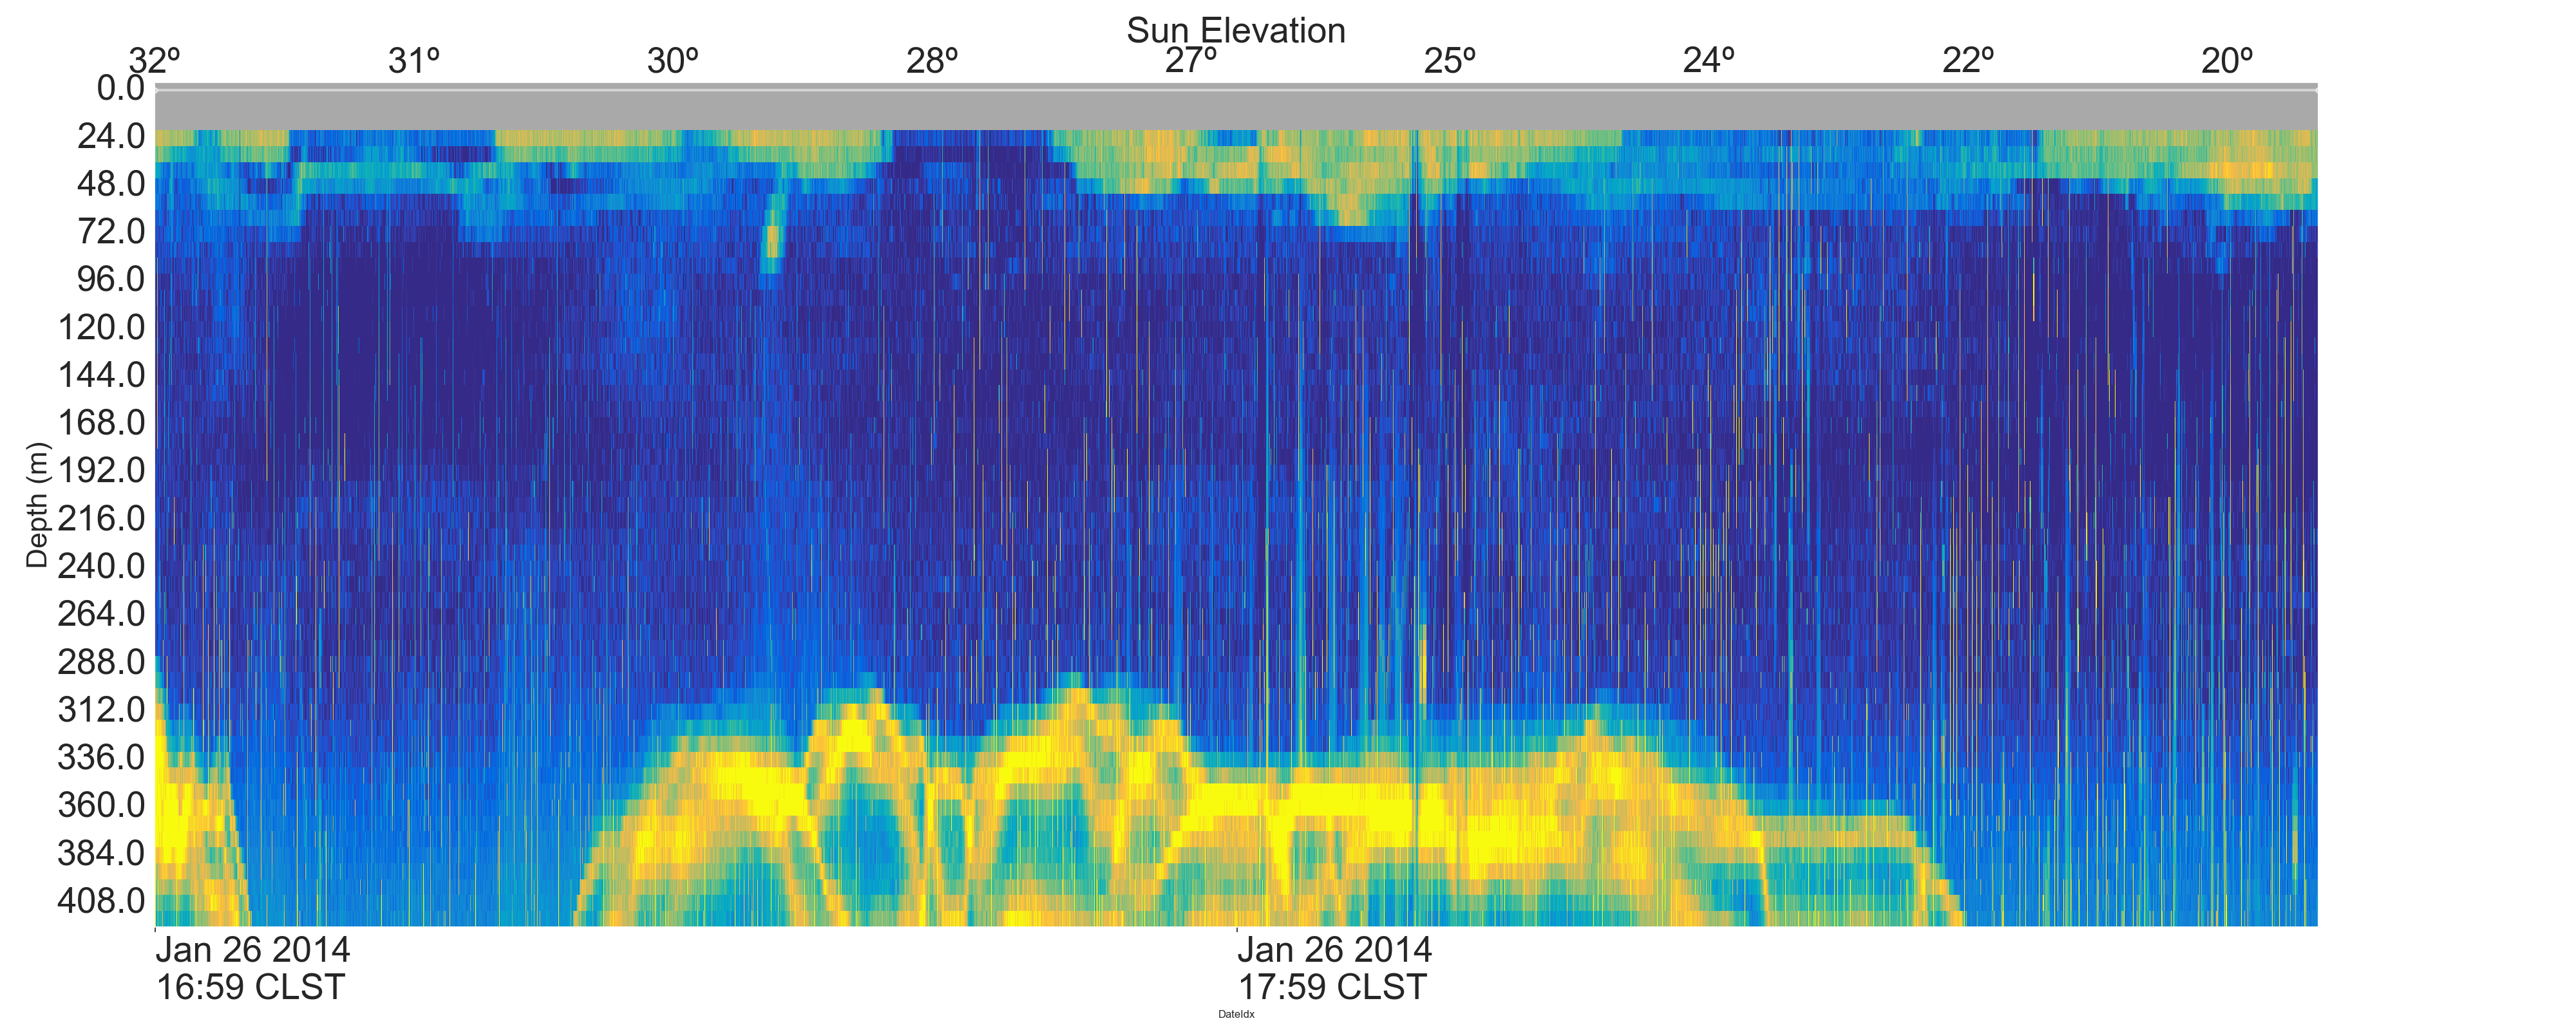 Sun Elevation
32º 31º 30º 28º 27º 25º 24º 22º 20º
0.0
24.0
48.0
72.0
96.0
120.0
144.0
168.0
192.0
216.0
240.0
264.0
288.0
312.0
336.0
360.0
384.0
408.0
Depth (m)
Jan 26 2014
16:59 CLST
Jan 26 2014
17:59 CLST
DateIdx